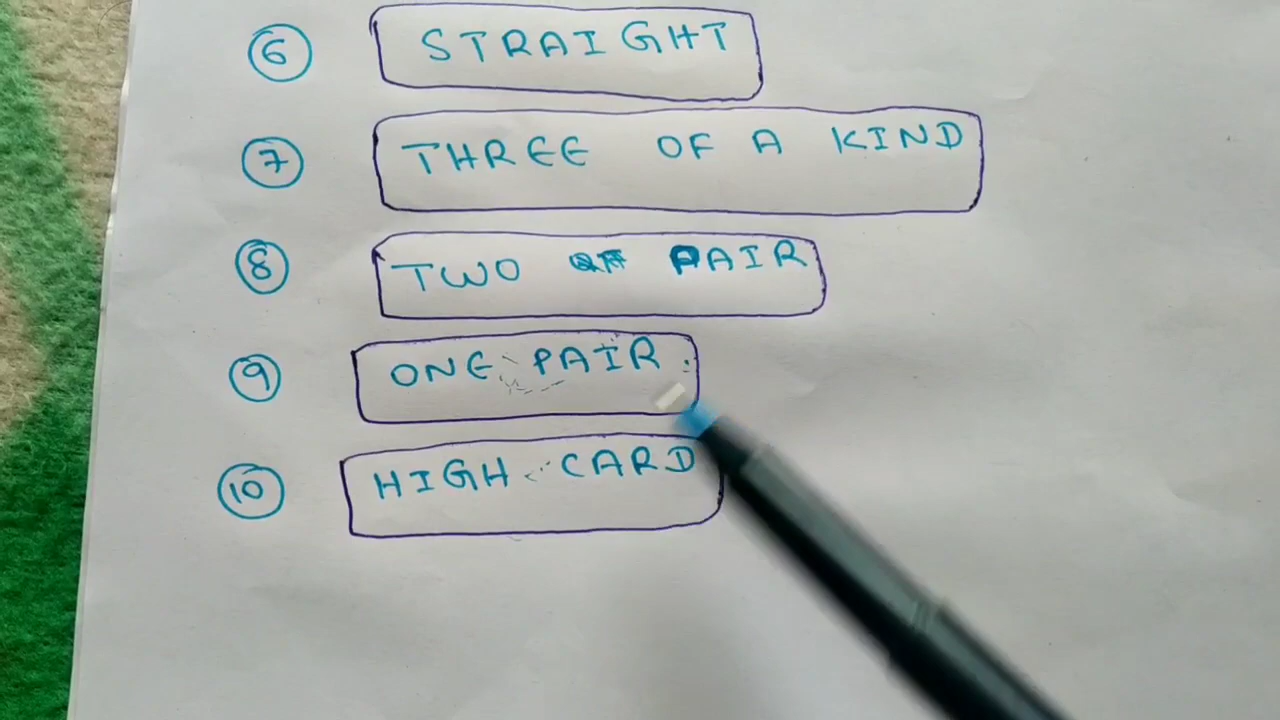 6 STRAIGHT
7 THREE OF A KIND
8 TWO PAIR
9 ONE PAIR.
10 HIGH CARD